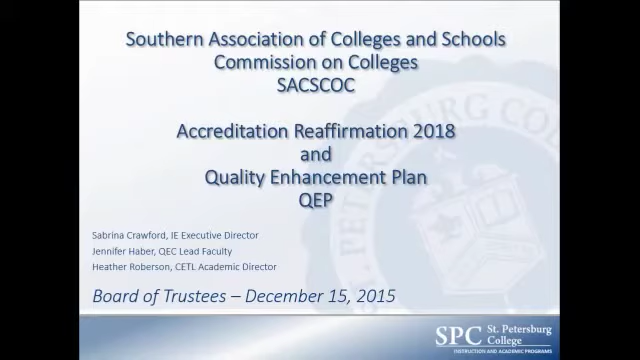 Southern Association of Colleges and Schools
Commission on Colleges
SACSCOC
Accreditation Reaffirmation 2018
and
Quality Enhancement Plan
QEP
Sabrina Crawford, IE Executive Director
Jennifer Haber, QEC Lead Faculty
Heather Roberson, CETL Academic Director
Board of Trustees – December 15, 2015
SPC St. Petersburg
College
INSTRUCTION AND ACADEMIC PROGRAMS